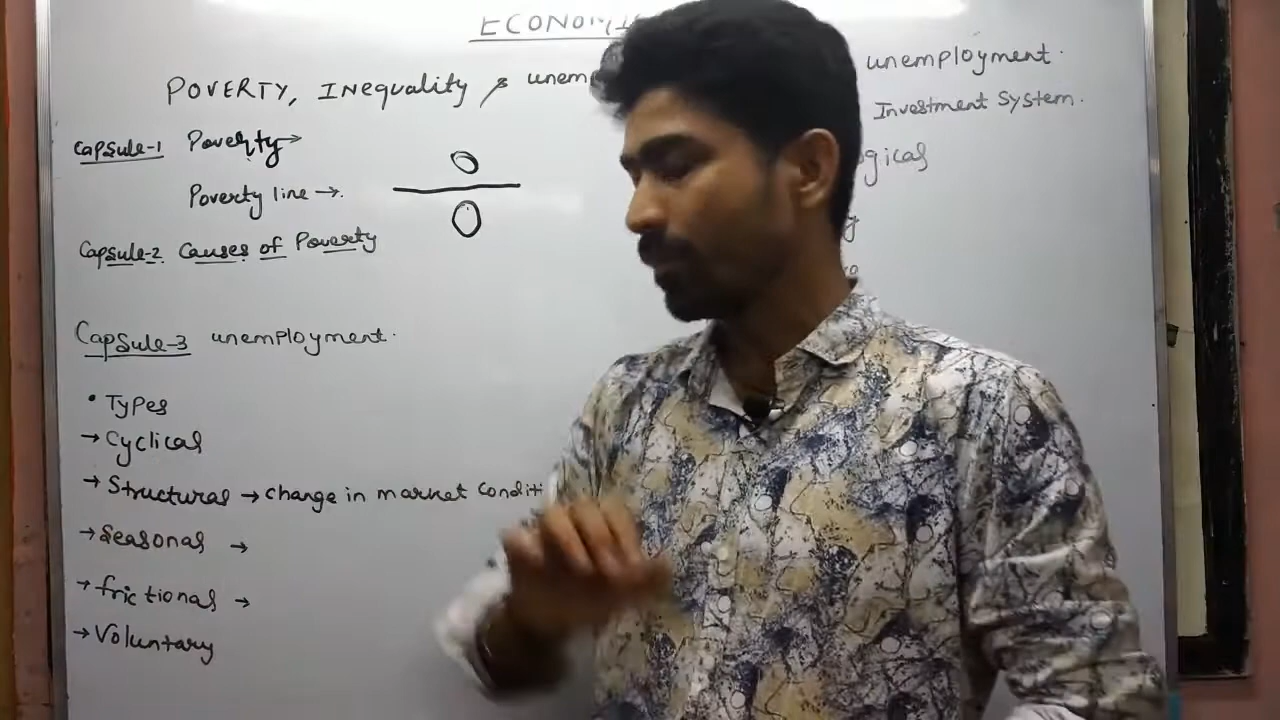 ECONOMI
POVERTY, INequality & unem
Capsule-1 Poverty→
Poverty line →.
Capsule-2 Causes of Poverty
Capsule-3 unemployment.
• Types
→ Cyclical
→ Structural → change in market Conditi
→ Seasonal →
→ frictional →
→ Voluntary
unemployment.
Investment System.
ogical